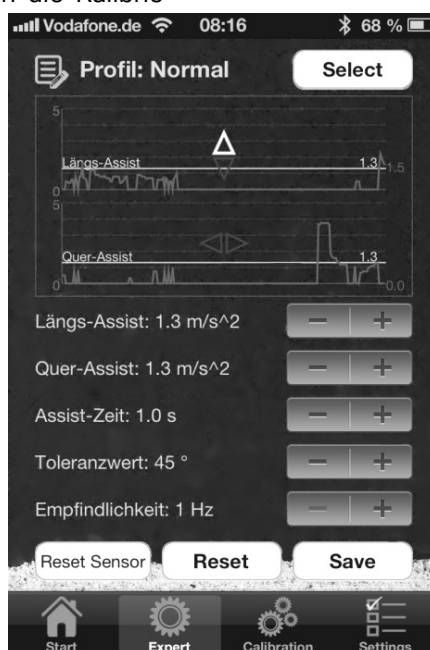 Vodafone.de 08:16 68 %
Profil: Normal Select
5
Längs-Assist 1.3 1.5
0
5
Quer-Assist 1.3
0 0.0
Längs-Assist: 1.3 m/s^2 − +
Quer-Assist: 1.3 m/s^2 − +
Assist-Zeit: 1.0 s − +
Toleranzwert: 45 ° − +
Empfindlichkeit: 1 Hz − +
Reset Sensor Reset Save
Start Expert Calibration Settings